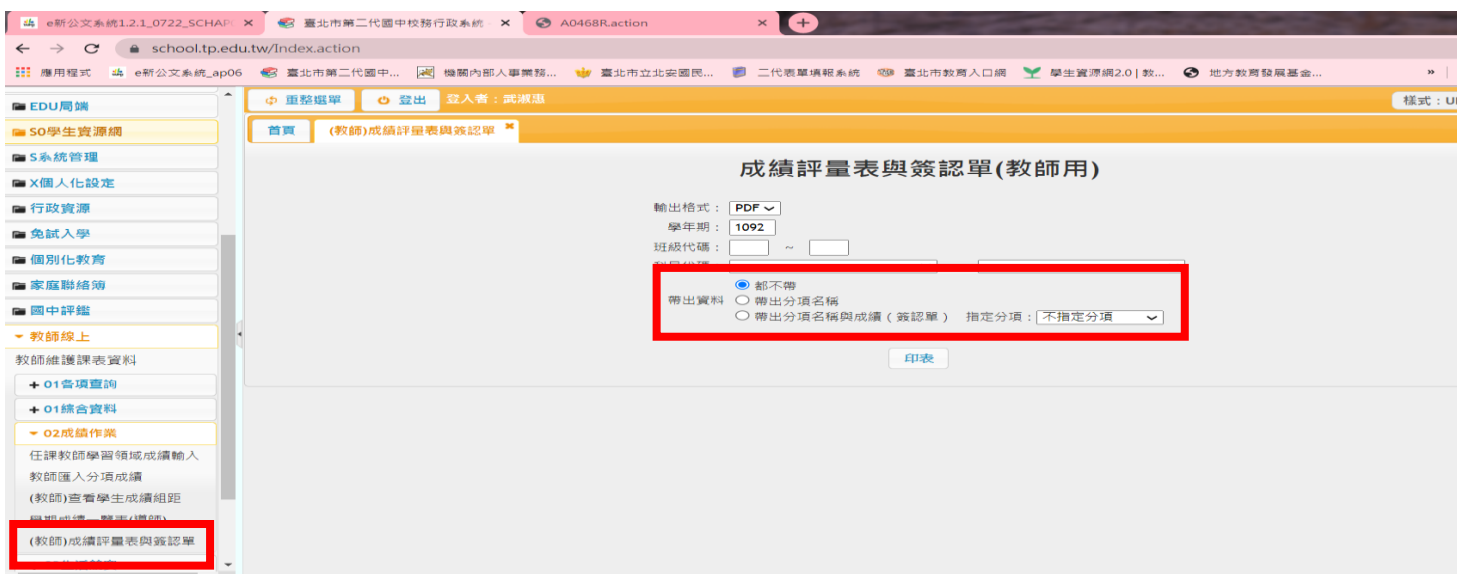 e新公文系統1.2.1_0722_SCHAP
臺北市第二代國中校務行政系統
A0468R.action
school.tp.edu.tw/Index.action
應用程式
e新公文系統_ap06
臺北市第二代國中...
機關內部人事業務...
臺北市立北安國民...
二代表單填報系統
臺北市教育人口網
學生資源網2.0 | 教...
地方教育發展基金...
»
EDU局端
SO學生資源網
S系統管理
X個人化設定
行政資源
免試入學
個別化教育
家庭聯絡簿
國中評鑑
教師線上
教師維護課表資料
+ 01各項查詢
+ 01綜合資料
02成績作業
任課教師學習領域成績輸入
教師匯入分項成績
(教師)查看學生成績組距
(教師)成績評量表與簽認單
重整選單
登出
登入者：武淑惠
樣式：UI
首頁
(教師)成績評量表與簽認單
成績評量表與簽認單(教師用)
輸出格式： PDF
學年期： 1092
班級代碼： ~
帶出資料
都不帶
帶出分項名稱
帶出分項名稱與成績（簽認單） 指定分項： 不指定分項
印表